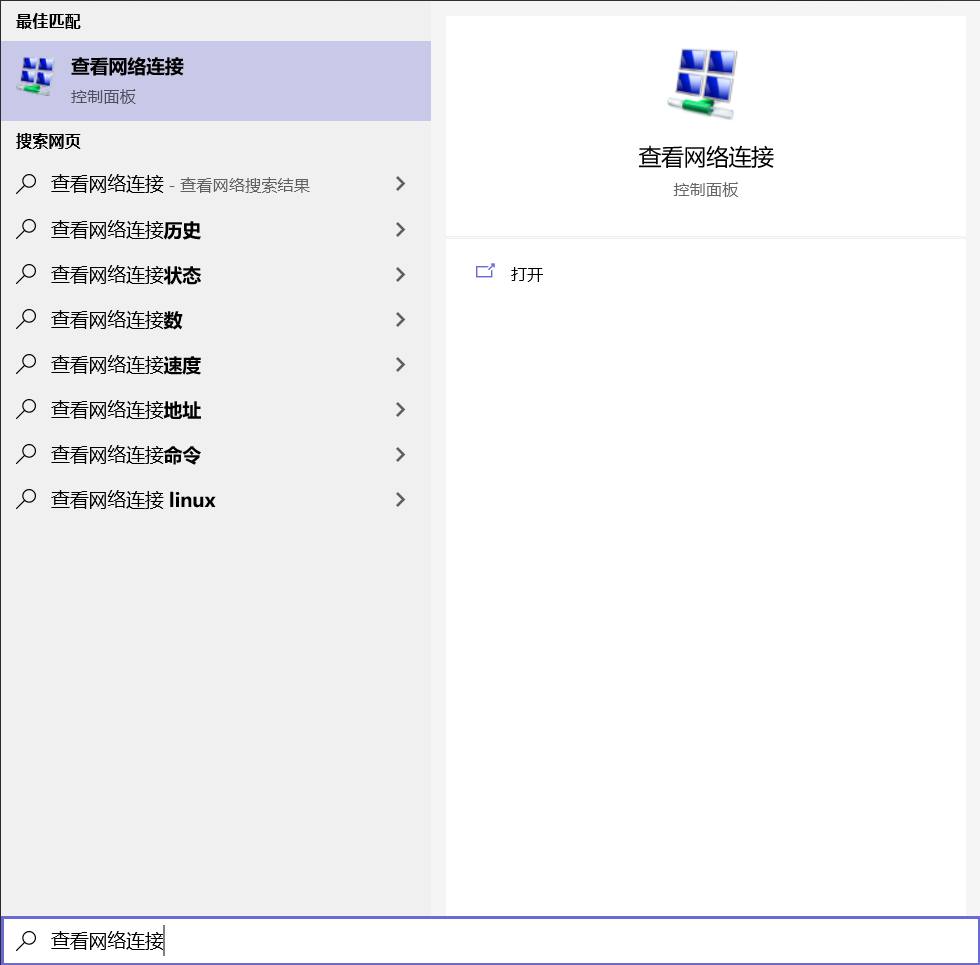 最佳匹配
查看网络连接
控制面板
搜索网页
查看网络连接 - 查看网络搜索结果
查看网络连接历史
查看网络连接状态
查看网络连接数
查看网络连接速度
查看网络连接地址
查看网络连接命令
查看网络连接 linux
查看网络连接
控制面板
打开
查看网络连接